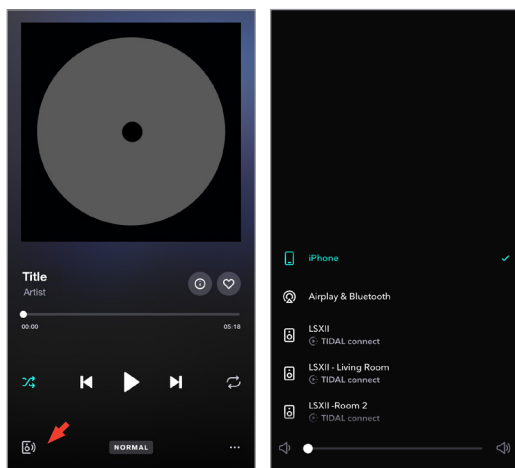 Title
Artist
00:00
05:18
NORMAL
iPhone
Airplay & Bluetooth
LSXII
TIDAL connect
LSXII - Living Room
TIDAL connect
LSXII -Room 2
TIDAL connect